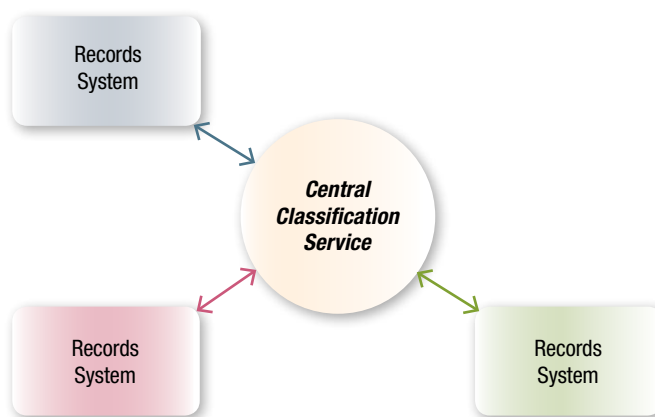 Records
System
Central
Classification
Service
Records
System
Records
System